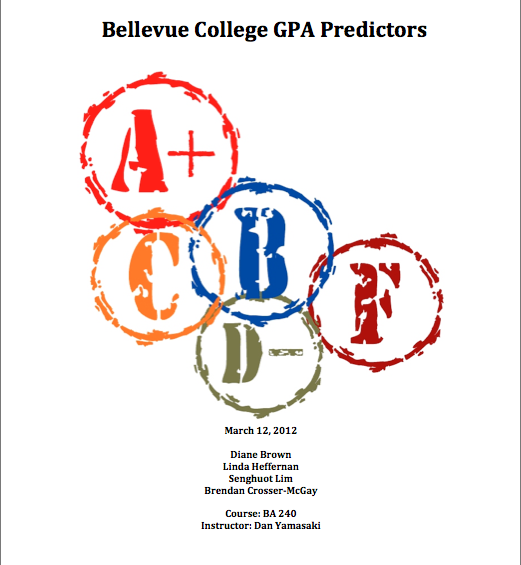 Bellevue College GPA Predictors
A+
C
B
F
D-
March 12, 2012
Diane Brown
Linda Heffernan
Senghuot Lim
Brendan Crosser-McGay
Course: BA 240
Instructor: Dan Yamasaki